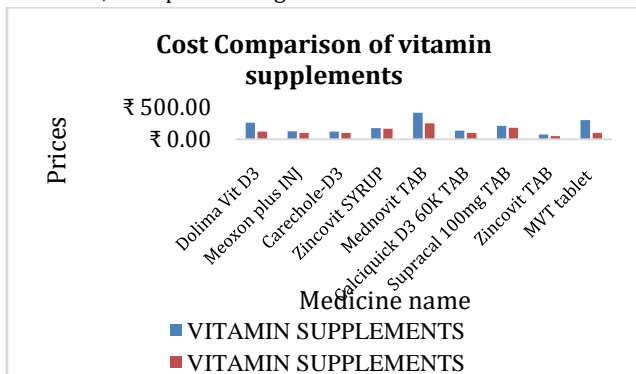 Cost Comparison of vitamin
supplements
₹ 500.00
₹ 0.00
Prices
Dolima Vit D3
Meoxon plus INJ
Carechole-D3
Zincovit SYRUP
Mednovit TAB
Calciquick D3 60K TAB
Supracal 100mg TAB
Zincovit TAB
MVT tablet
Medicine name
VITAMIN SUPPLEMENTS
VITAMIN SUPPLEMENTS